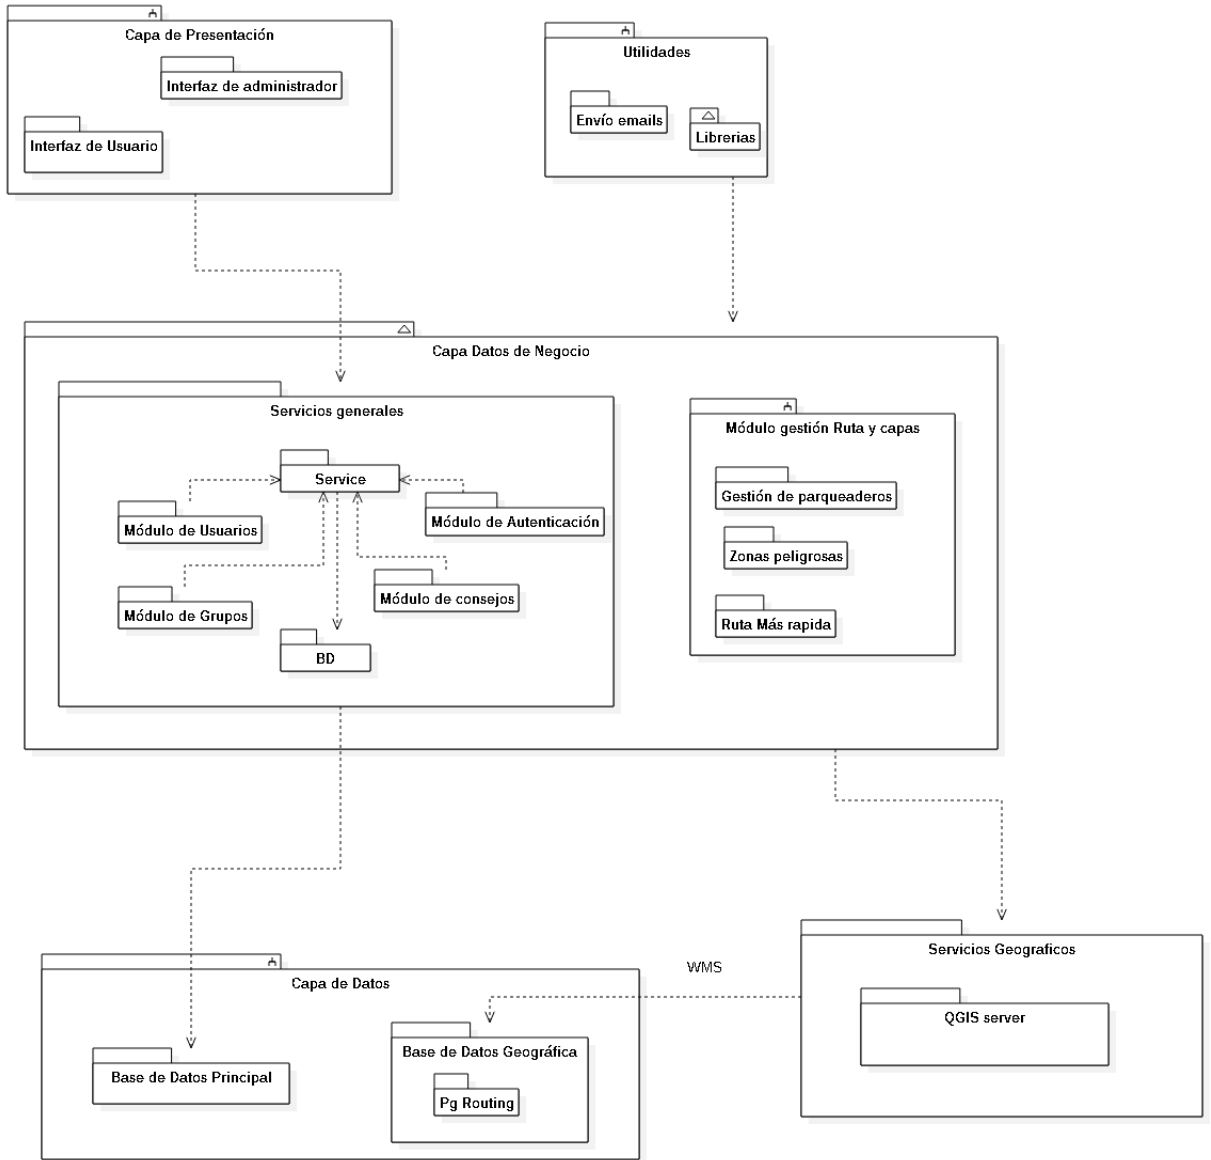 Capa de Presentación
Interfaz de administrador
Interfaz de Usuario
Utilidades
Envío emails
Librerias
Capa Datos de Negocio
Servicios generales
Service
Módulo de Usuarios
Módulo de Autenticación
Módulo de Grupos
Módulo de consejos
BD
Módulo gestión Ruta y capas
Gestión de parqueaderos
Zonas peligrosas
Ruta Más rapida
Capa de Datos
Base de Datos Principal
Base de Datos Geográfica
Pg Routing
WMS
Servicios Geograficos
QGIS server